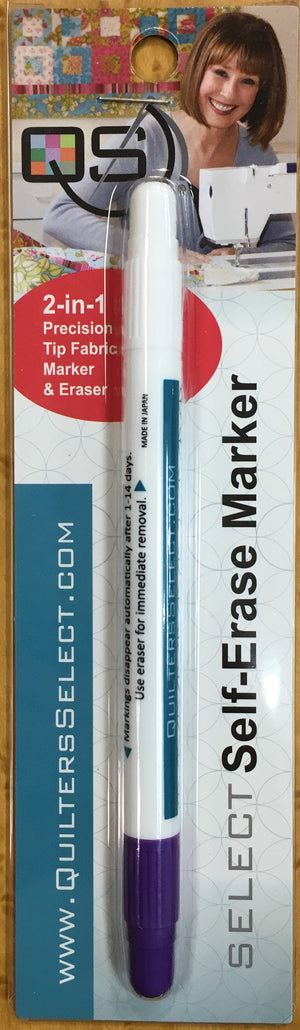 QS
2-in-1
Precision
Tip Fabric
Marker
& Eraser
MADE IN JAPAN
Markings disappear automatically after 1-14 days.
Use eraser for immediate removal.
QUILTERSSELECT.COM
WWW.QUILTERSSELECT.COM
SELECT Self-Erase Marker